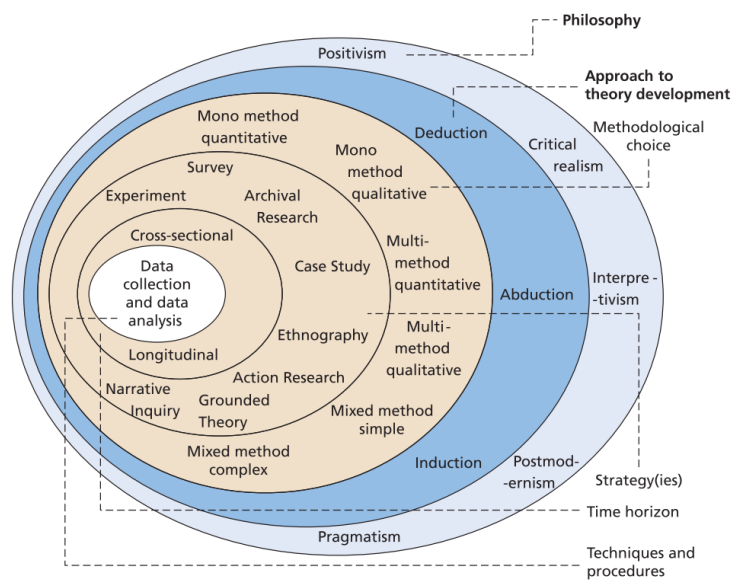 Philosophy
Positivism
Approach to
theory development
Mono method
quantitative
Deduction
Methodological
choice
Critical
realism
Mono
method
qualitative
Survey
Experiment
Archival
Research
Cross-sectional
Multi-
method
quantitative
Data
collection
and data
analysis
Case Study
Abduction
Interpre -
-tivism
Ethnography
Multi-
method
qualitative
Longitudinal
Action Research
Narrative
Inquiry
Grounded
Theory
Mixed method
simple
Mixed method
complex
Induction
Postmod-
-ernism
Strategy(ies)
Time horizon
Pragmatism
Techniques and
procedures